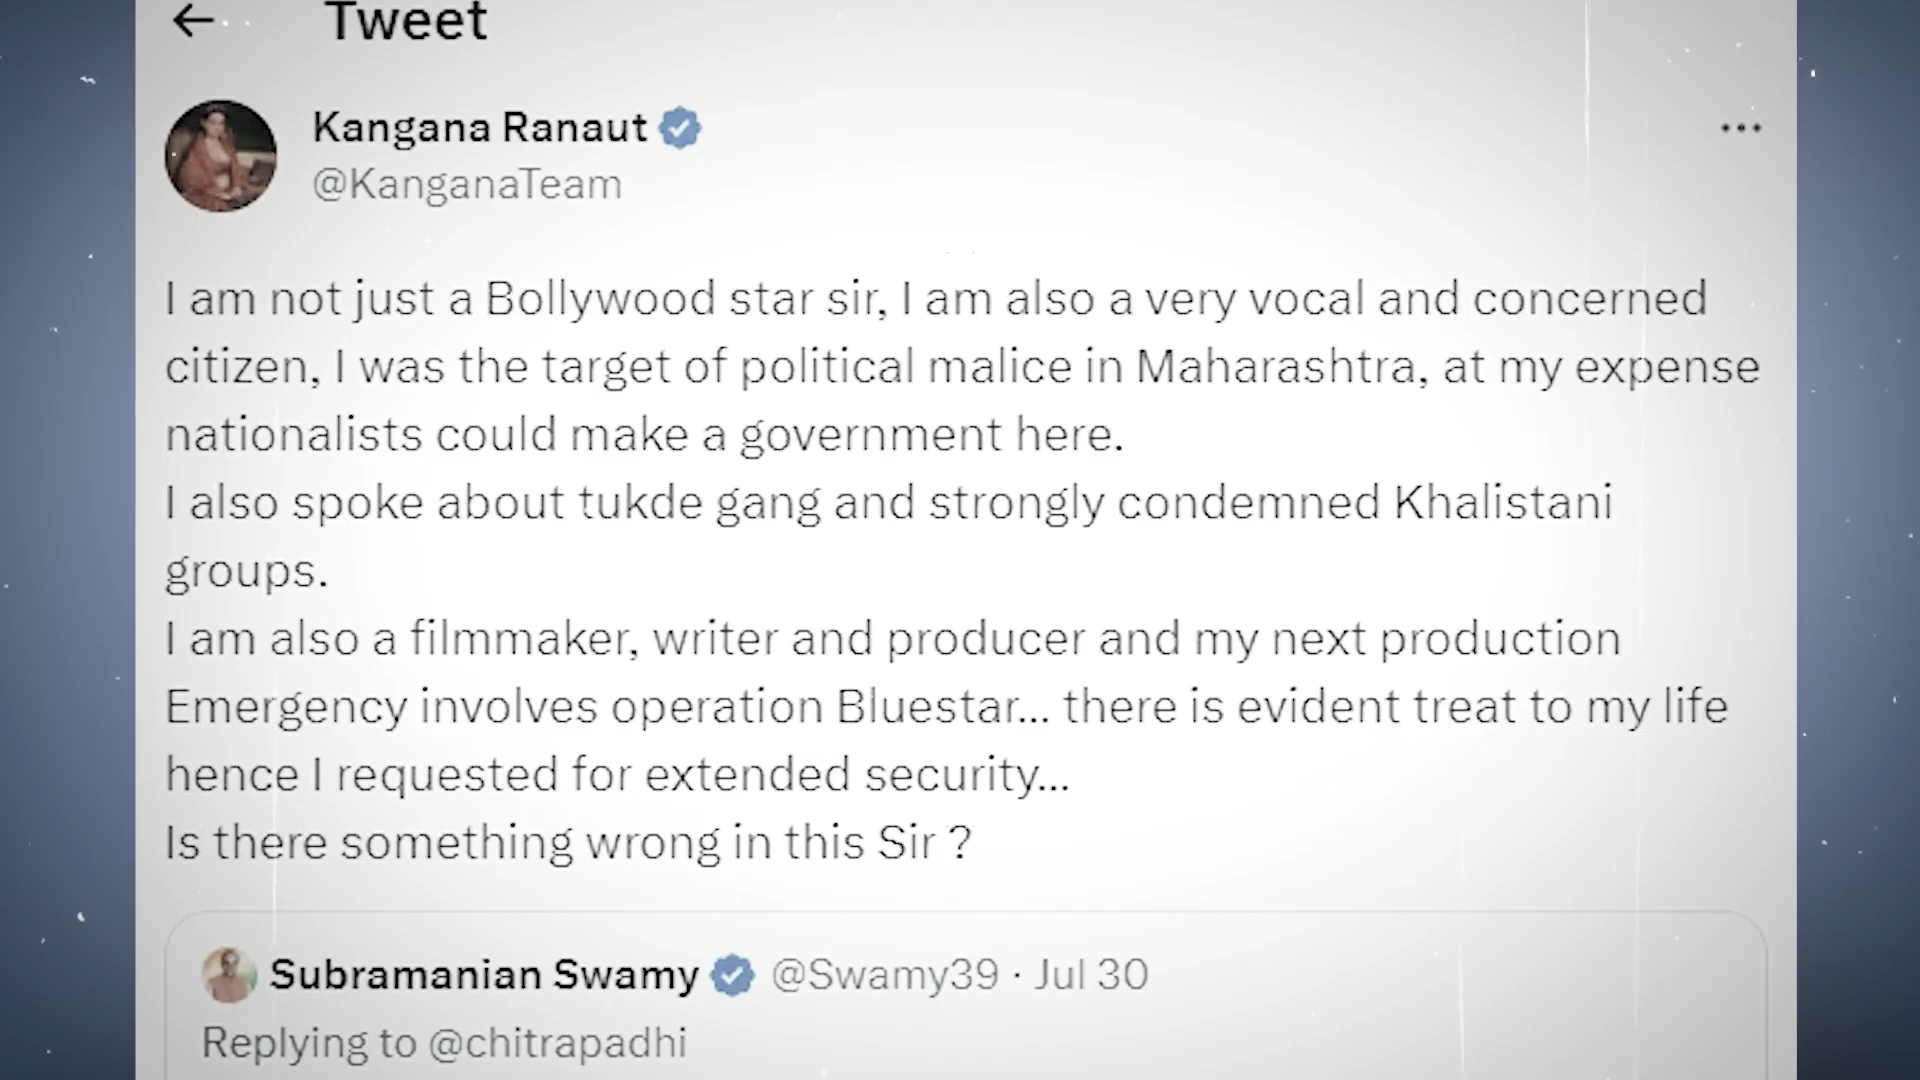 Tweet
Kangana Ranaut
@KanganaTeam
I am not just a Bollywood star sir, I am also a very vocal and concerned
citizen, I was the target of political malice in Maharashtra, at my expense
nationalists could make a government here.
I also spoke about tukde gang and strongly condemned Khalistani
groups.
I am also a filmmaker, writer and producer and my next production
Emergency involves operation Bluestar... there is evident treat to my life
hence I requested for extended security...
Is there something wrong in this Sir ?
Subramanian Swamy @Swamy39 · Jul 30
Replying to @chitrapadhi